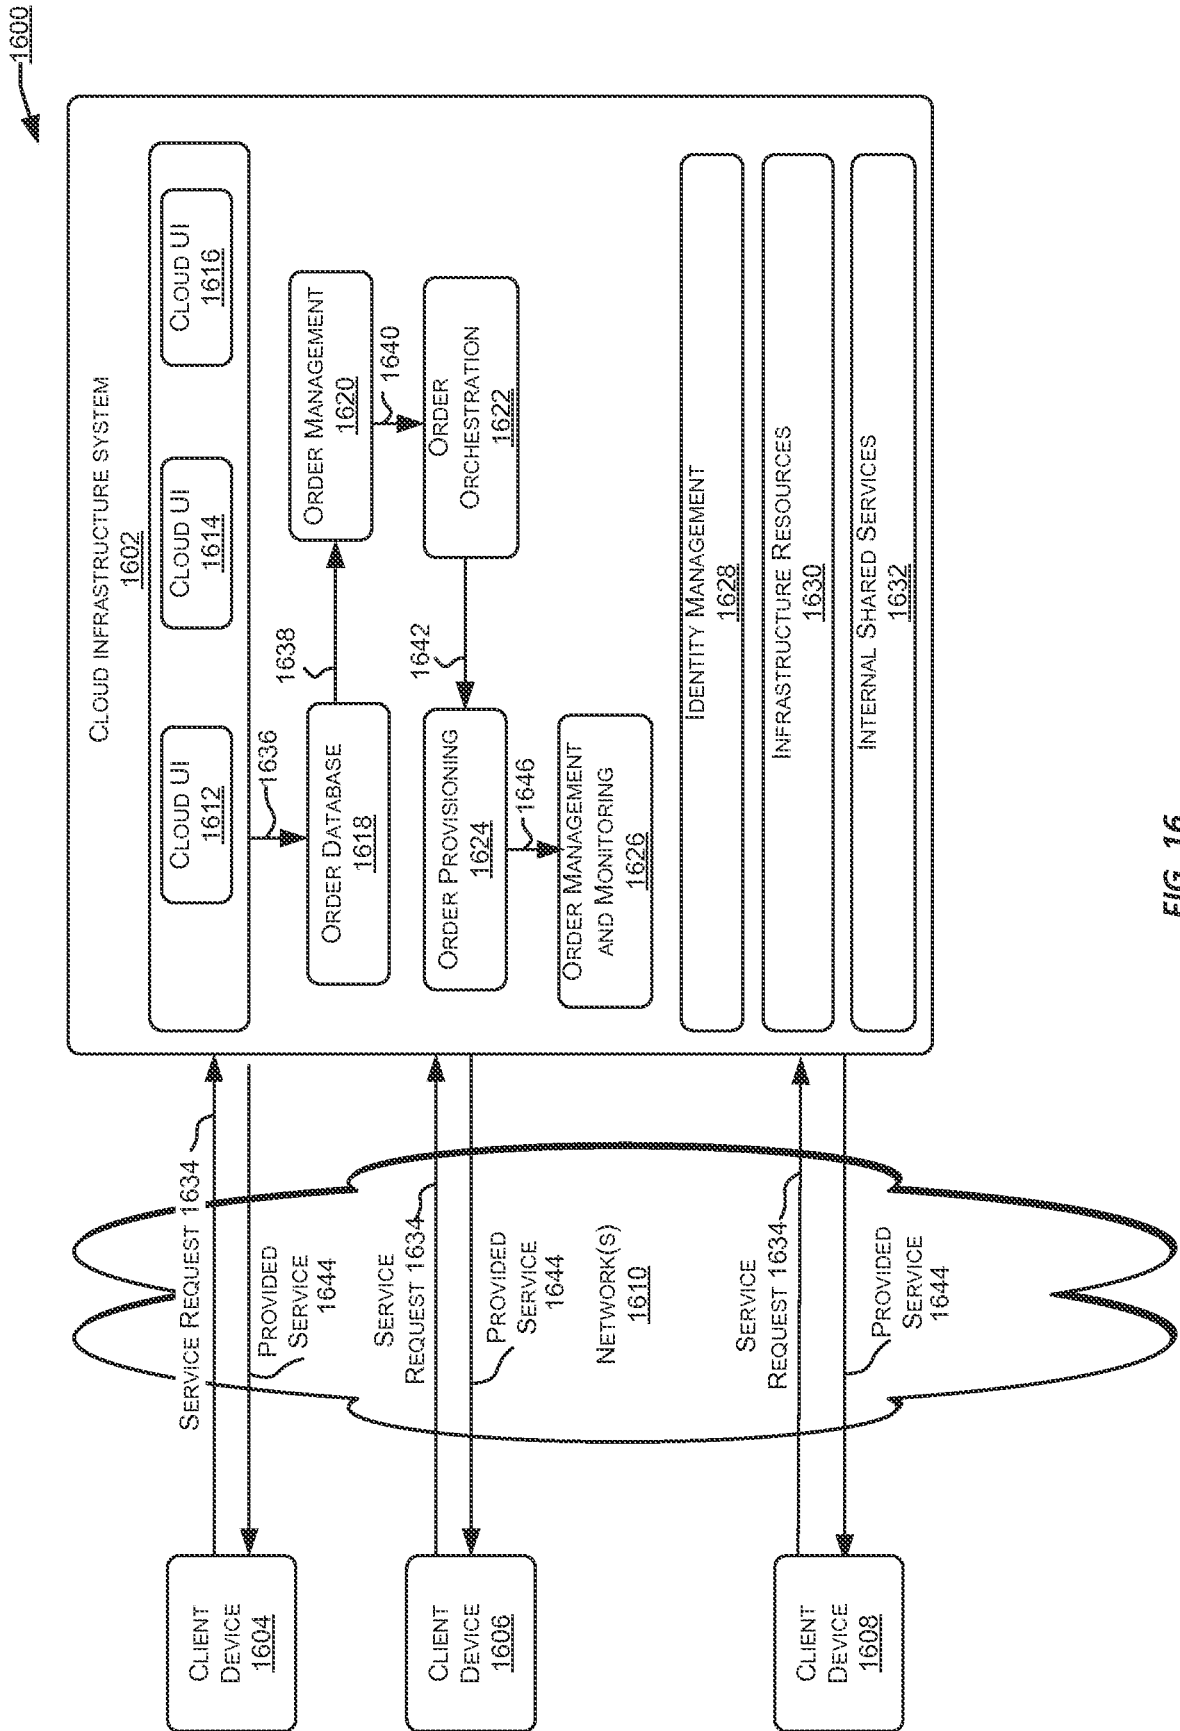 1600
CLOUD INFRASTRUCTURE SYSTEM
1602
CLOUD UI
1612
CLOUD UI
1614
CLOUD UI
1616
1636
ORDER DATABASE
1618
1638
ORDER MANAGEMENT
1620
1640
ORDER
ORCHESTRATION
1622
1642
ORDER PROVISIONING
1624
1646
ORDER MANAGEMENT
AND MONITORING
1626
IDENTITY MANAGEMENT
1628
INFRASTRUCTURE RESOURCES
1630
INTERNAL SHARED SERVICES
1632
CLIENT
DEVICE
1604
SERVICE REQUEST 1634
PROVIDED
SERVICE
1644
CLIENT
DEVICE
1606
SERVICE
REQUEST 1634
PROVIDED
SERVICE
1644
NETWORK(S)
1610
CLIENT
DEVICE
1608
SERVICE
REQUEST 1634
PROVIDED
SERVICE
1644
FIG. 16